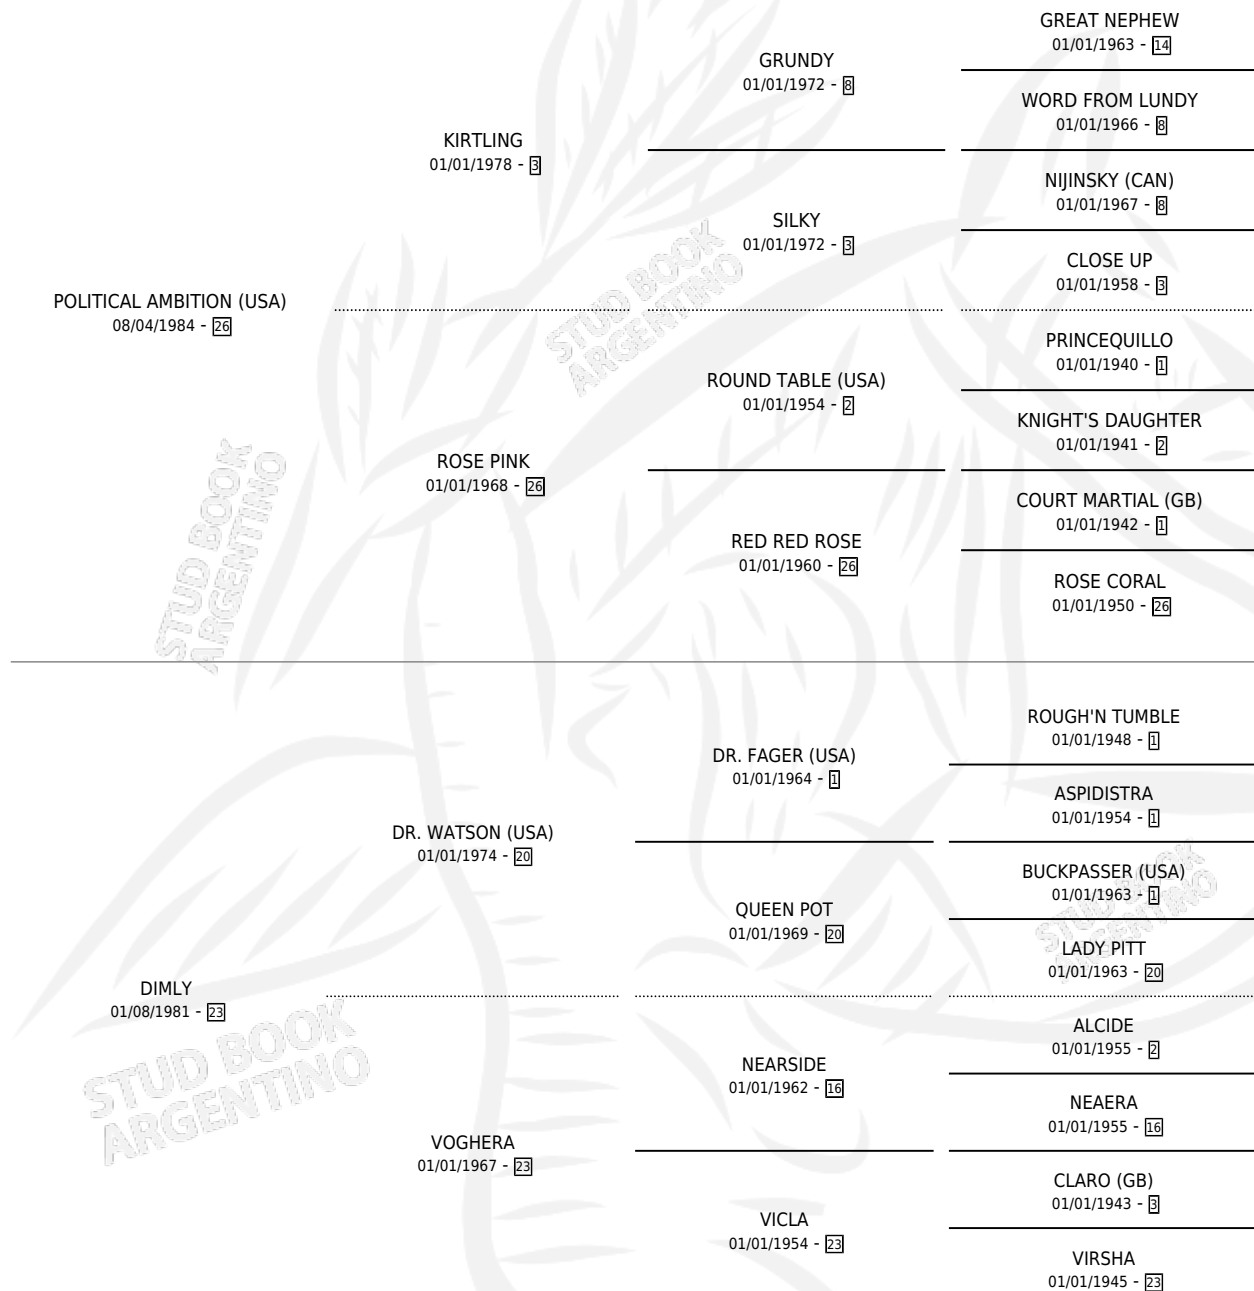 GREAT NEPHEW
01/01/1963 - 14
GRUNDY
01/01/1972 - 8
WORD FROM LUNDY
01/01/1966 - 8
KIRTLING
01/01/1978 - 3
NIJINSKY (CAN)
01/01/1967 - 8
SILKY
01/01/1972 - 3
CLOSE UP
01/01/1958 - 3
POLITICAL AMBITION (USA)
08/04/1984 - 26
PRINCEQUILLO
01/01/1940 - 1
ROUND TABLE (USA)
01/01/1954 - 2
KNIGHT'S DAUGHTER
01/01/1941 - 2
ROSE PINK
01/01/1968 - 26
COURT MARTIAL (GB)
01/01/1942 - 1
RED RED ROSE
01/01/1960 - 26
ROSE CORAL
01/01/1950 - 26
ROUGH'N TUMBLE
01/01/1948 - 1
DR. FAGER (USA)
01/01/1964 - 1
ASPIDISTRA
01/01/1954 - 1
DR. WATSON (USA)
01/01/1974 - 20
BUCKPASSER (USA)
01/01/1963 - 1
QUEEN POT
01/01/1969 - 20
LADY PITT
01/01/1963 - 20
DIMLY
01/08/1981 - 23
ALCIDE
01/01/1955 - 2
NEARSIDE
01/01/1962 - 16
NEAERA
01/01/1955 - 16
VOGHERA
01/01/1967 - 23
CLARO (GB)
01/01/1943 - 3
VICLA
01/01/1954 - 23
VIRSHA
01/01/1945 - 23
STUD BOOK
ARGENTINO
STUD BOOK
ARGENTINO
STUD BOOK
ARGENTINO
STUD BOOK
ARGENTINO